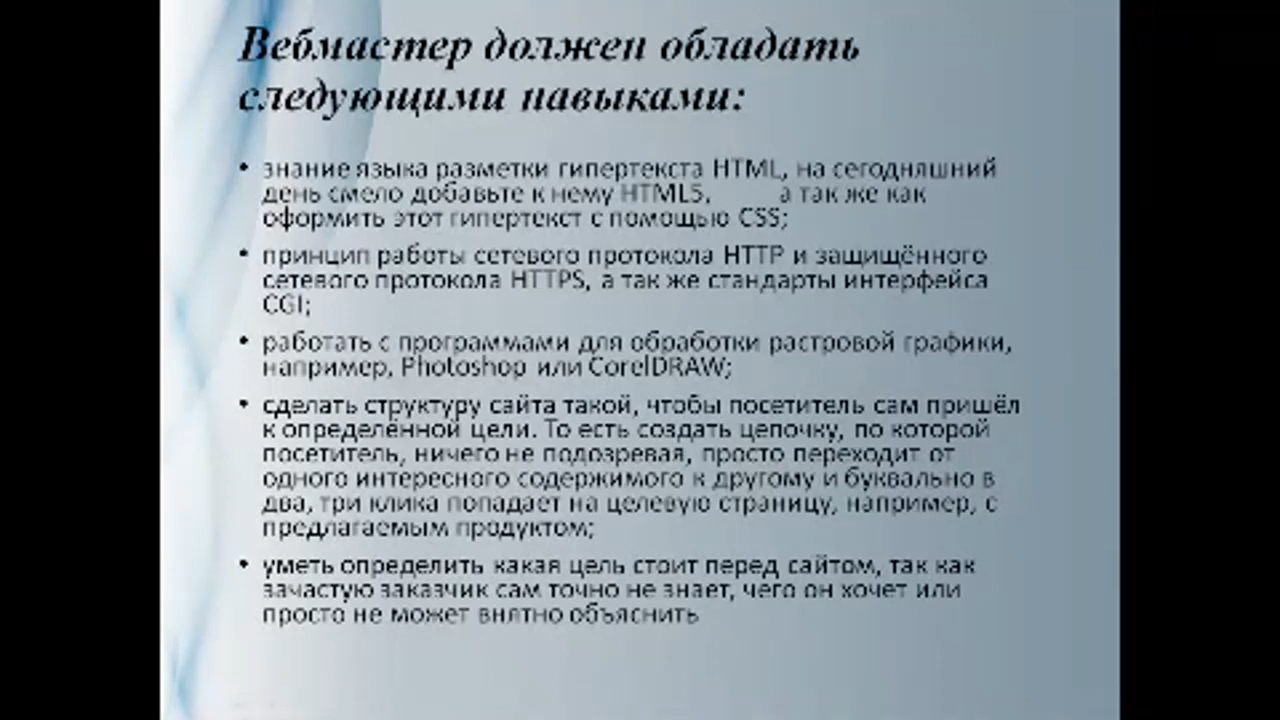 Вебмастер должен обладать
следующими навыками:
• знание языка разметки гипертекста HTML, на сегодняшний
день смело добавьте к нему HTML5, а так же как
оформить этот гипертекст с помощью CSS;
• принцип работы сетевого протокола HTTP и защищённого
сетевого протокола HTTPS, а так же стандарты интерфейса
CGI;
• работать с программами для обработки растровой графики,
например, Photoshop или CorelDRAW;
• сделать структуру сайта такой, чтобы посетитель сам пришёл
к определённой цели. То есть создать цепочку, по которой
посетитель, ничего не подозревая, просто переходит от
одного интересного содержимого к другому и буквально в
два, три клика попадает на целевую страницу, например, с
предлагаемым продуктом;
• уметь определить какая цель стоит перед сайтом, так как
зачастую заказчик сам точно не знает, чего он хочет или
просто не может внятно объяснить